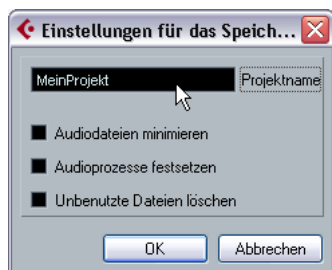 Einstellungen für das Speich...
MeinProjekt Projektname
Audiodateien minimieren
Audioprozesse festsetzen
Unbenutzte Dateien löschen
OK Abbrechen